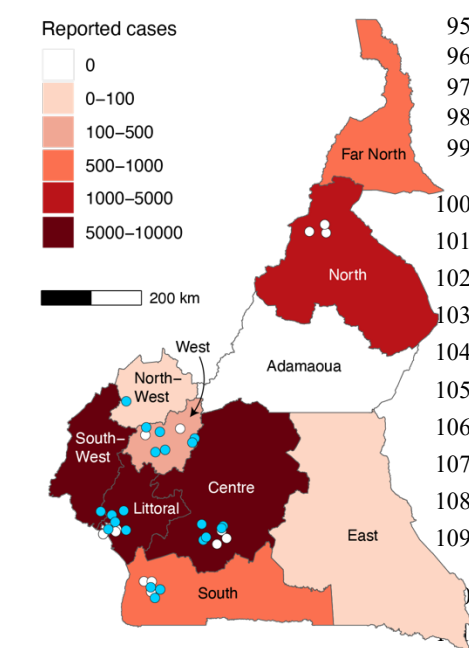 Reported cases
0
0–100
100–500
500–1000
1000–5000
5000–10000
200 km
Far North
North
Adamaoua
West
North–
West
South–
West
Littoral
Centre
East
South
95
96
97
98
99
100
101
102
103
104
105
106
107
108
109